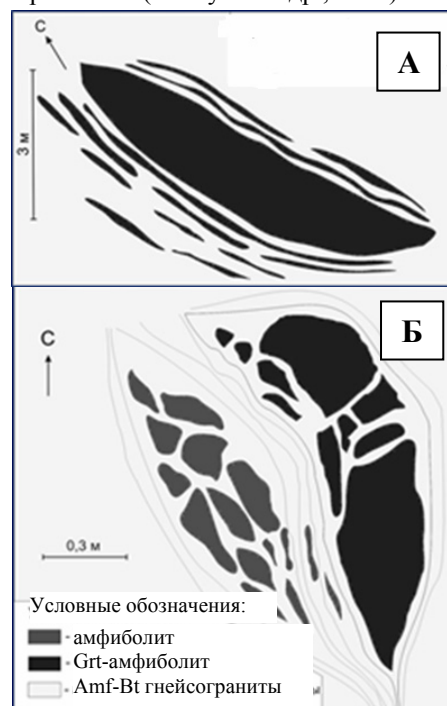 А
С
3 м
Б
С
0,3 м
Условные обозначения:
- амфиболит
- Grt-амфиболит
- Amf-Bt гнейсограниты